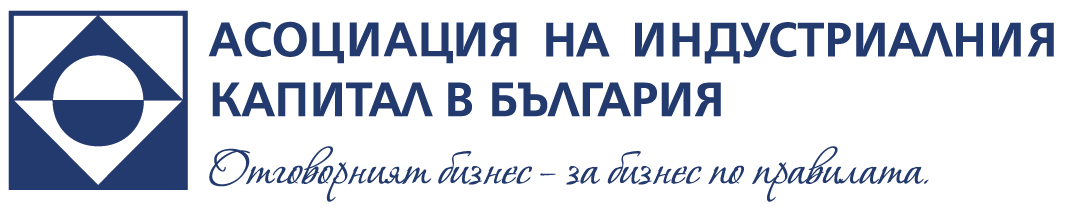 АСОЦИАЦИЯ НА ИНДУСТРИАЛНИЯ
КАПИТАЛ В БЪЛГАРИЯ
Отговорният бизнес – за бизнес по правилата.